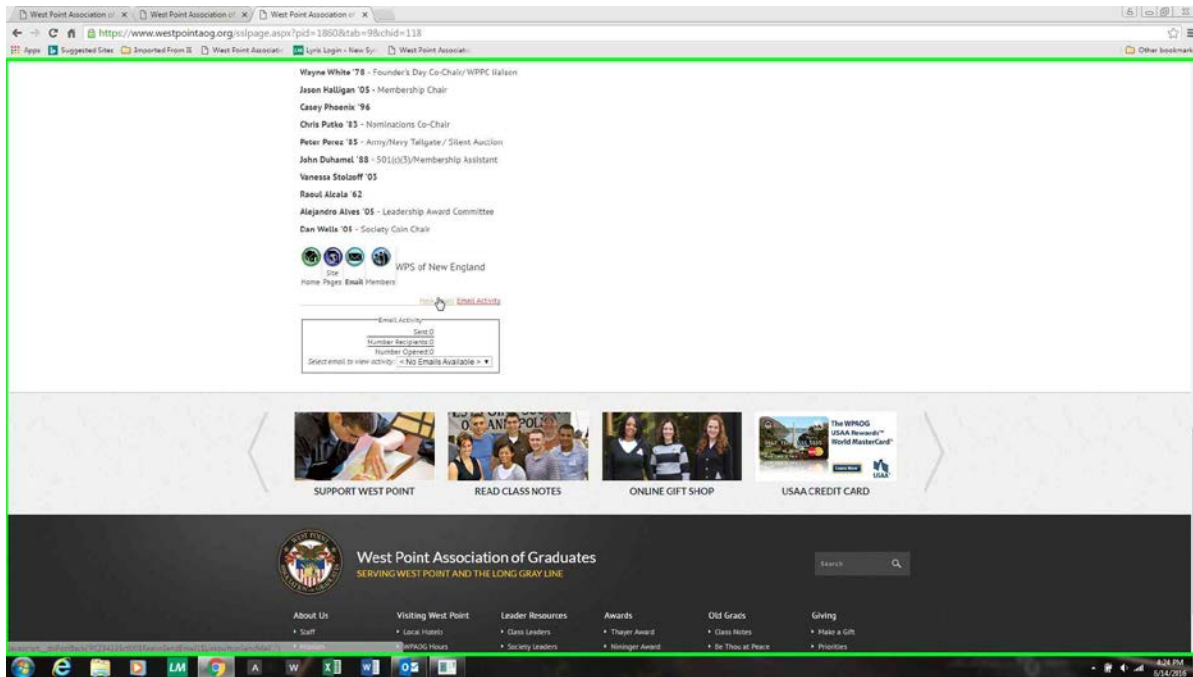 West Point Association of
West Point Association of
West Point Association of
https://www.westpointaog.org/sslpage.aspx?pid=1860&tab=9&chid=118
Apps Suggested Sites Imported From IE West Point Associatio Lyris Login - New Sys West Point Associatio Other bookmark
Wayne White '78 - Founder's Day Co-Chair/WPPC liaison
Jason Halligan '05 - Membership Chair
Casey Phoenix '96
Chris Putko '83 - Nominations Co-Chair
Peter Perez '85 - Army/Navy Tailgate / Silent Auction
John Duhamel '88 - 501(c)(3)/Membership Assistant
Vanessa Stolzoff '05
Raoul Alcala '62
Alejandro Alves '05 - Leadership Award Committee
Dan Wells '05 - Society Coin Chair
WPS of New England
Home Site Pages Email Members
Email Activity
Email Activity
Sent:0
Number Recipients:0
Number Opened:0
Select email to view activity: < No Emails Available >
The WPAOG
USAA Rewards™
World MasterCard®
Learn More
USAA
SUPPORT WEST POINT READ CLASS NOTES ONLINE GIFT SHOP USAA CREDIT CARD
West Point Association of Graduates
SERVING WEST POINT AND THE LONG GRAY LINE
Search
About Us Visiting West Point Leader Resources Awards Old Grads Giving
Staff Local Hotels Class Leaders Thayer Award Class Notes Make a Gift
WPAOG Hours Society Leaders Nininger Award Be Thou at Peace Priorities
LM
4:24 PM
6/14/2016